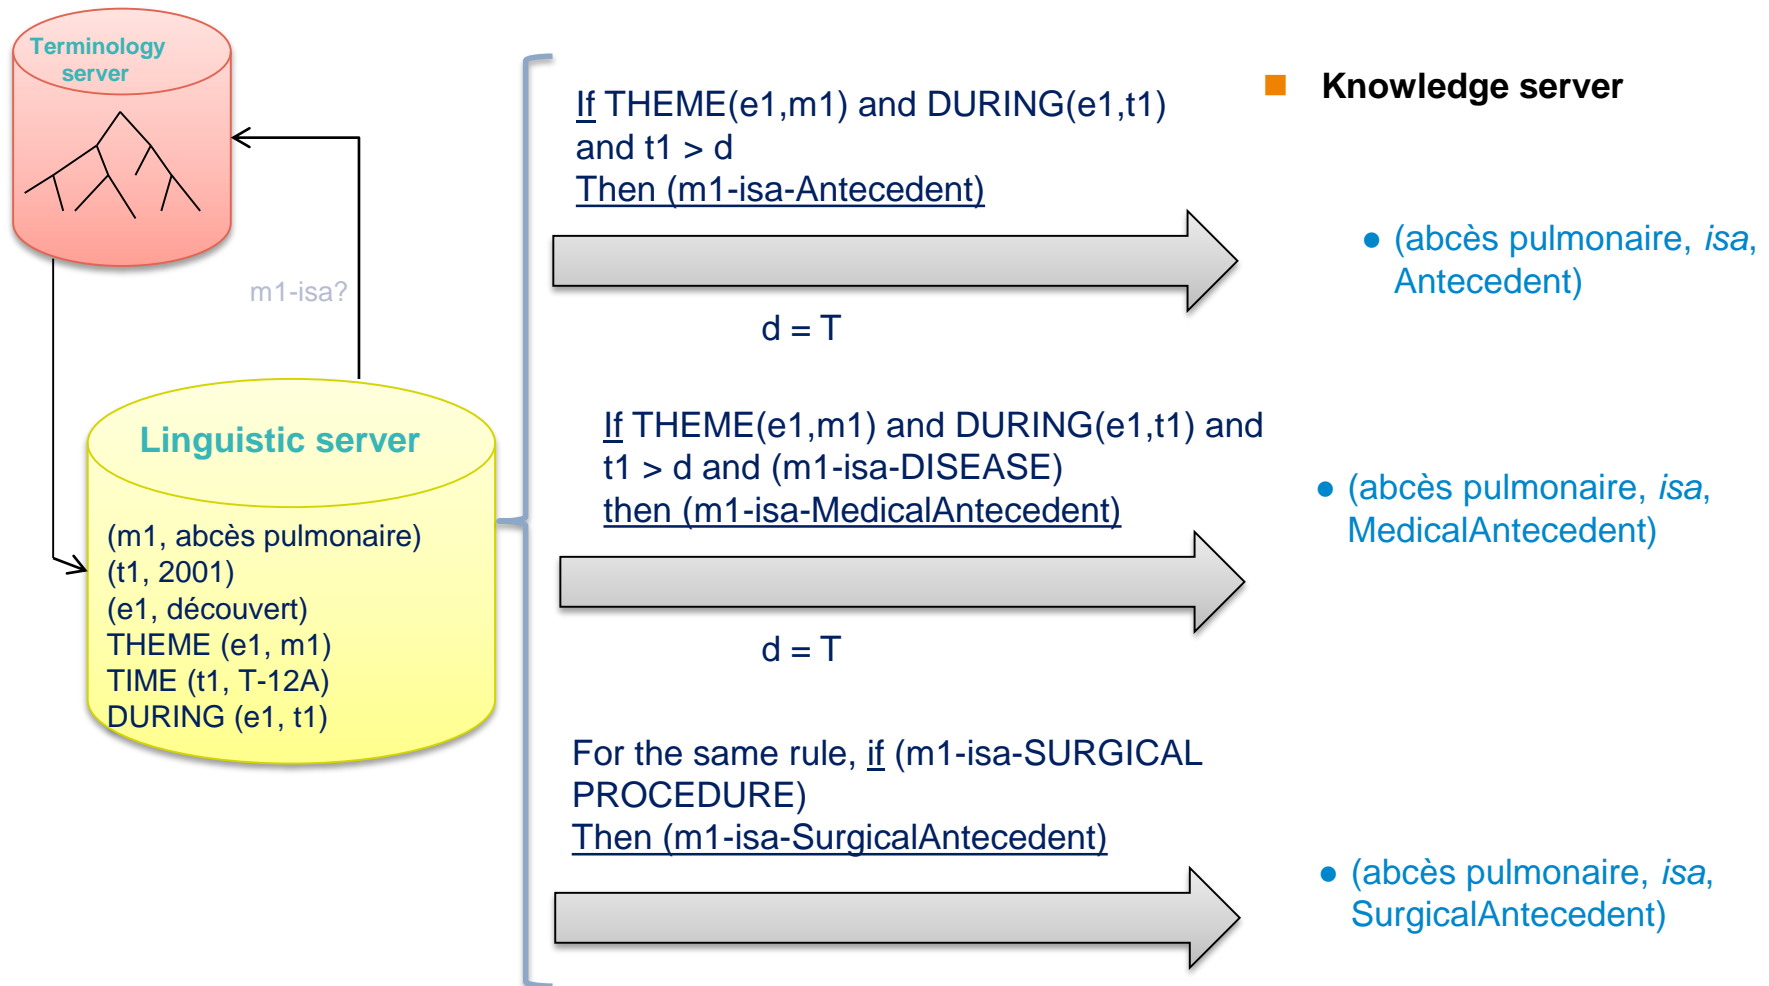 Terminology
server
m1-isa?
Linguistic server
(m1, abcès pulmonaire)
(t1, 2001)
(e1, découvert)
THEME (e1, m1)
TIME (t1, T-12A)
DURING (e1, t1)
If THEME(e1,m1) and DURING(e1,t1)
and t1 > d
Then (m1-isa-Antecedent)
d = T
If THEME(e1,m1) and DURING(e1,t1) and
t1 > d and (m1-isa-DISEASE)
then (m1-isa-MedicalAntecedent)
d = T
For the same rule, if (m1-isa-SURGICAL
PROCEDURE)
Then (m1-isa-SurgicalAntecedent)
Knowledge server
● (abcès pulmonaire, isa,
Antecedent)
● (abcès pulmonaire, isa,
MedicalAntecedent)
● (abcès pulmonaire, isa,
SurgicalAntecedent)